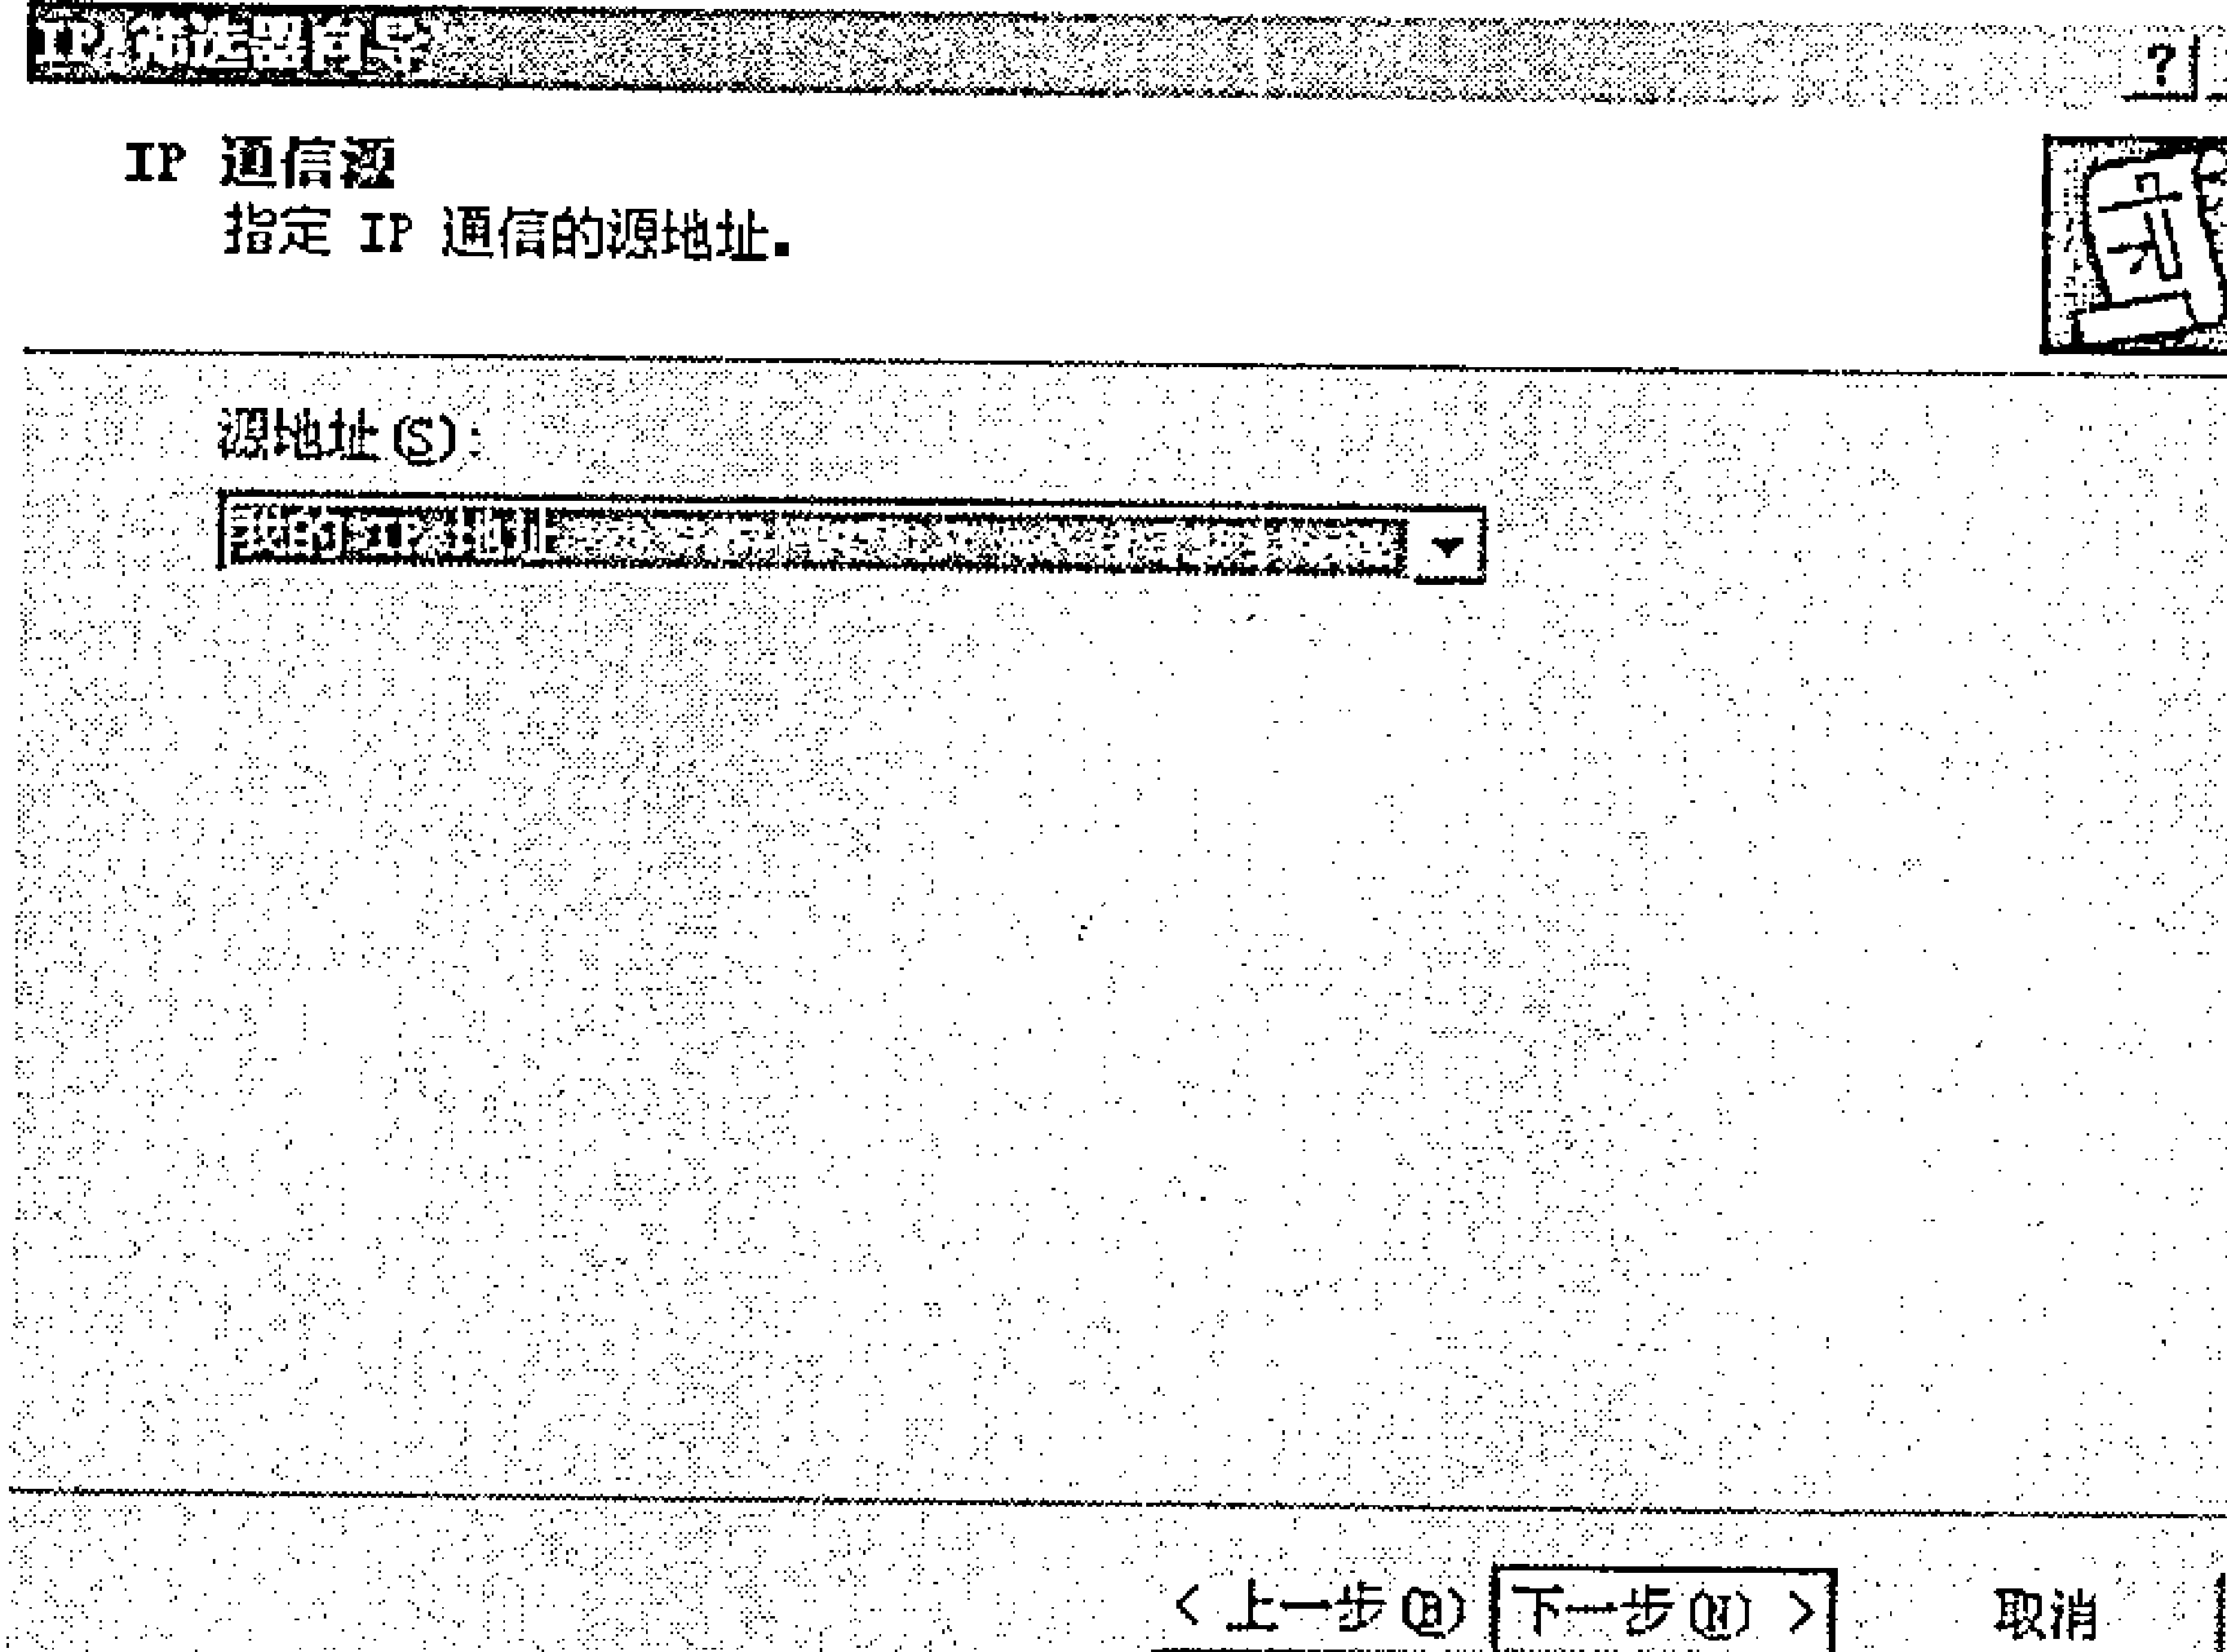 IP 筛选器向导
?
IP 通信源
指定 IP 通信的源地址.
源地址(S):
我的 IP 地址
< 上一步(B) 下一步(N) > 取消